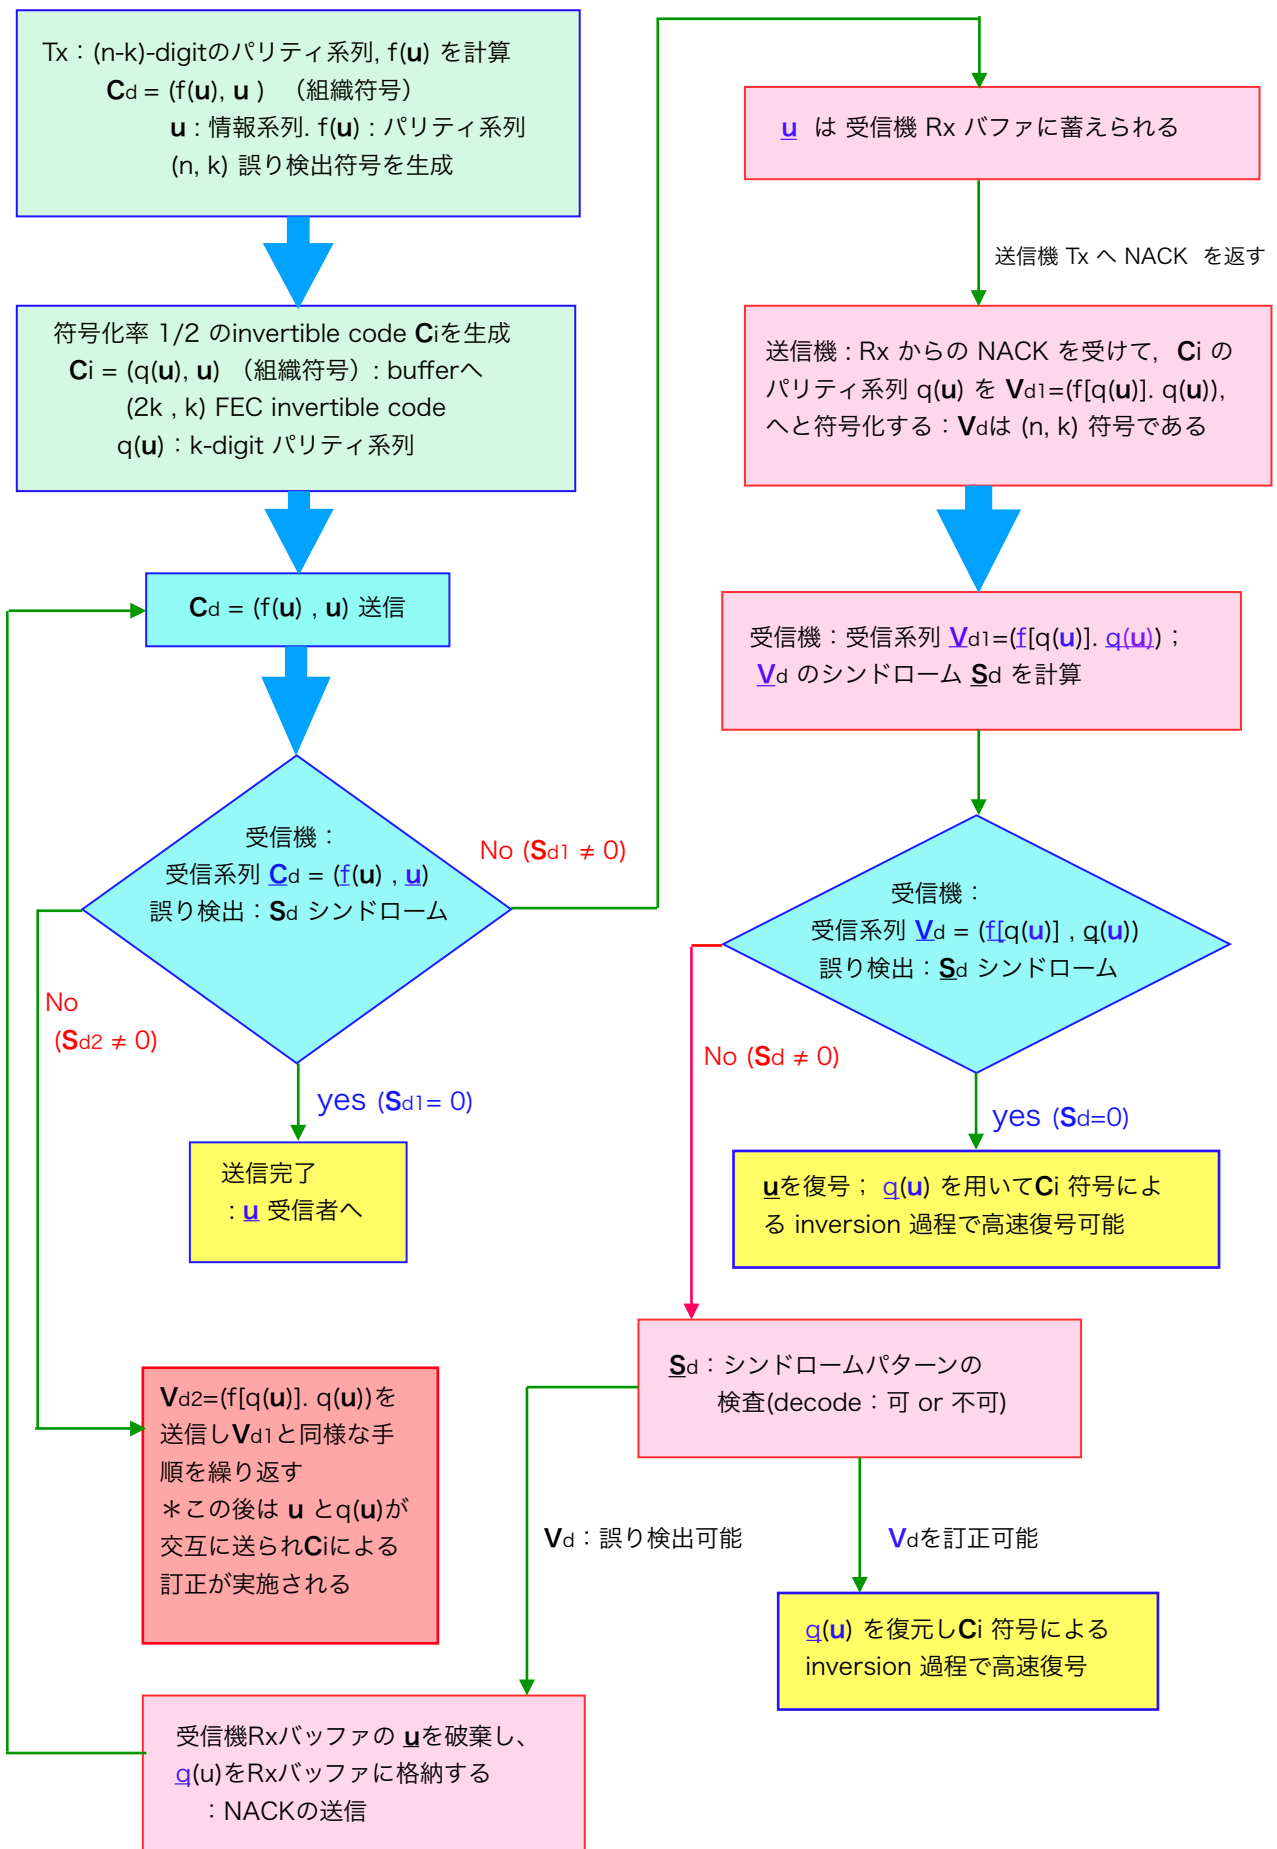 Tx：(n-k)-digitのパリティ系列, f(u) を計算
Cd = (f(u), u ) （組織符号）
u : 情報系列. f(u) : パリティ系列
(n, k) 誤り検出符号を生成
符号化率 1/2 のinvertible code Ciを生成
Ci = (q(u), u) （組織符号）: bufferへ
(2k , k) FEC invertible code
q(u)：k-digit パリティ系列
Cd = (f(u) , u) 送信
受信機：
受信系列 Cd = (f(u) , u)
誤り検出：Sd シンドローム
No (Sd1 ≠ 0)
No
(Sd2 ≠ 0)
yes (Sd1= 0)
送信完了
: u 受信者へ
Vd2=(f[q(u)]. q(u))を
送信しVd1と同様な手
順を繰り返す
＊この後は u とq(u)が
交互に送られCiによる
訂正が実施される
u は 受信機 Rx バファに蓄えられる
送信機 Tx へ NACK を返す
送信機 : Rx からの NACK を受けて, Ci の
パリティ系列 q(u) を Vd1=(f[q(u)]. q(u)),
へと符号化する：Vdは (n, k) 符号である
受信機：受信系列 Vd1=(f[q(u)]. q(u))；
Vd のシンドローム Sd を計算
受信機：
受信系列 Vd = (f[q(u)] , q(u))
誤り検出：Sd シンドローム
No (Sd ≠ 0)
yes (Sd=0)
uを復号； q(u) を用いてCi 符号によ
る inversion 過程で高速復号可能
Sd：シンドロームパターンの
検査(decode：可 or 不可)
Vd：誤り検出可能
Vdを訂正可能
q(u) を復元しCi 符号による
inversion 過程で高速復号
受信機Rxバッファの uを破棄し、
q(u)をRxバッファに格納する
：NACKの送信